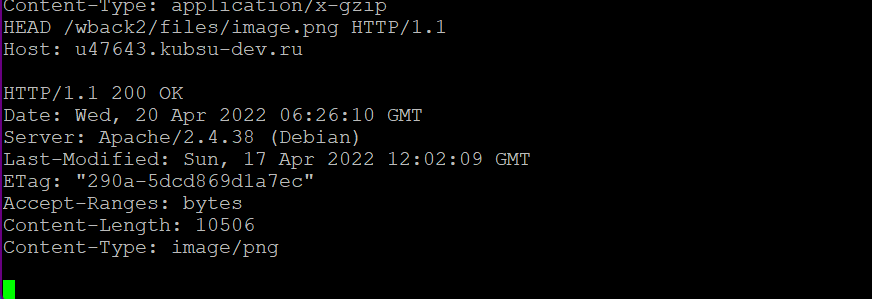 Content-Type: application/x-gzip
HEAD /wback2/files/image.png HTTP/1.1
Host: u47643.kubsu-dev.ru
HTTP/1.1 200 OK
Date: Wed, 20 Apr 2022 06:26:10 GMT
Server: Apache/2.4.38 (Debian)
Last-Modified: Sun, 17 Apr 2022 12:02:09 GMT
ETag: "290a-5dcd869d1a7ec"
Accept-Ranges: bytes
Content-Length: 10506
Content-Type: image/png